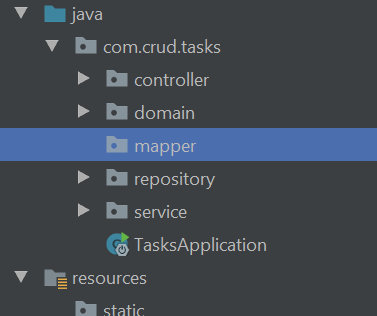 java
com.crud.tasks
controller
domain
mapper
repository
service
TasksApplication
resources
static